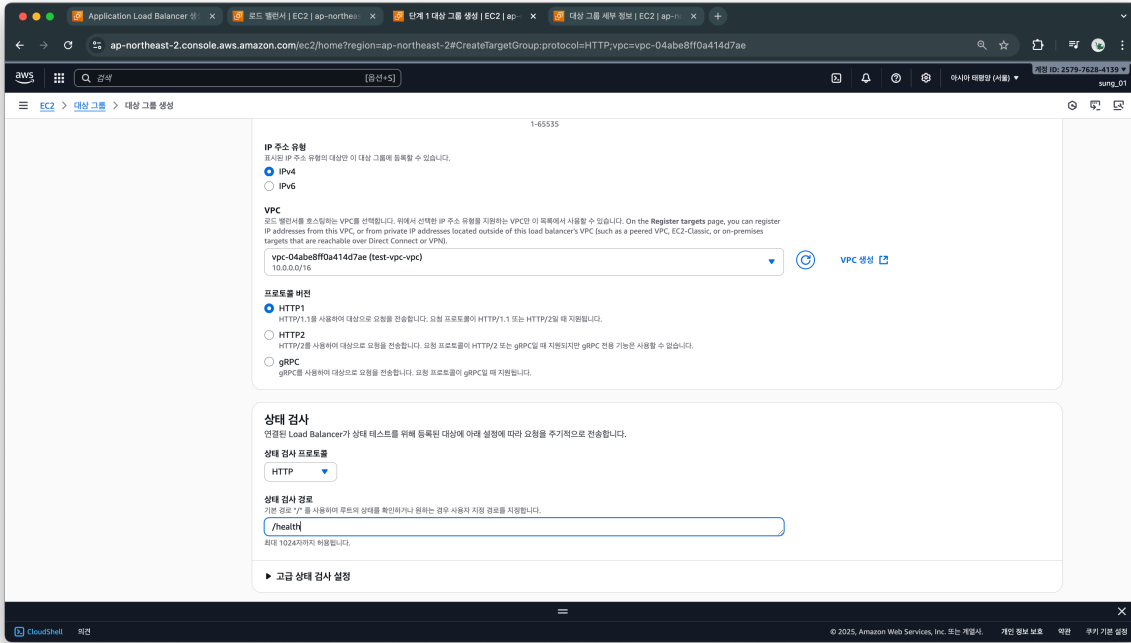 Application Load Balancer 생
로드 밸런서 | EC2 | ap-northeas
단계 1 대상 그룹 생성 | EC2 | ap-
대상 그룹 세부 정보 | EC2 | ap-n
ap-northeast-2.console.aws.amazon.com/ec2/home?region=ap-northeast-2#CreateTargetGroup:protocol=HTTP;vpc=vpc-04abe8ff0a414d7ae
aws
검색
[옵션+S]
아시아 태평양 (서울)
계정 ID: 2579-7628-4139
sung_01
EC2 > 대상 그룹 > 대상 그룹 생성
1-65535
IP 주소 유형
표시된 IP 주소 유형의 대상만 이 대상 그룹에 등록할 수 있습니다.
IPv4
IPv6
VPC
로드 밸런서를 호스팅하는 VPC를 선택합니다. 위에서 선택한 IP 주소 유형을 지원하는 VPC만 이 목록에서 사용할 수 있습니다. On the Register targets page, you can register
IP addresses from this VPC, or from private IP addresses located outside of this load balancer's VPC (such as a peered VPC, EC2-Classic, or on-premises
targets that are reachable over Direct Connect or VPN).
vpc-04abe8ff0a414d7ae (test-vpc-vpc)
10.0.0.0/16
VPC 생성
프로토콜 버전
HTTP1
HTTP/1.1을 사용하여 대상으로 요청을 전송합니다. 요청 프로토콜이 HTTP/1.1 또는 HTTP/2일 때 지원됩니다.
HTTP2
HTTP/2를 사용하여 대상으로 요청을 전송합니다. 요청 프로토콜이 HTTP/2 또는 gRPC일 때 지원되지만 gRPC 전용 기능은 사용할 수 없습니다.
gRPC
gRPC를 사용하여 대상으로 요청을 전송합니다. 요청 프로토콜이 gRPC일 때 지원됩니다.
상태 검사
연결된 Load Balancer가 상태 테스트를 위해 등록된 대상에 아래 설정에 따라 요청을 주기적으로 전송합니다.
상태 검사 프로토콜
HTTP
상태 검사 경로
기본 경로 "/" 를 사용하여 루트의 상태를 확인하거나 원하는 경우 사용자 지정 경로를 지정합니다.
/health
최대 1024자까지 허용됩니다.
고급 상태 검사 설정
CloudShell 의견
© 2025, Amazon Web Services, Inc. 또는 계열사. 개인 정보 보호 약관 쿠키 기본 설정